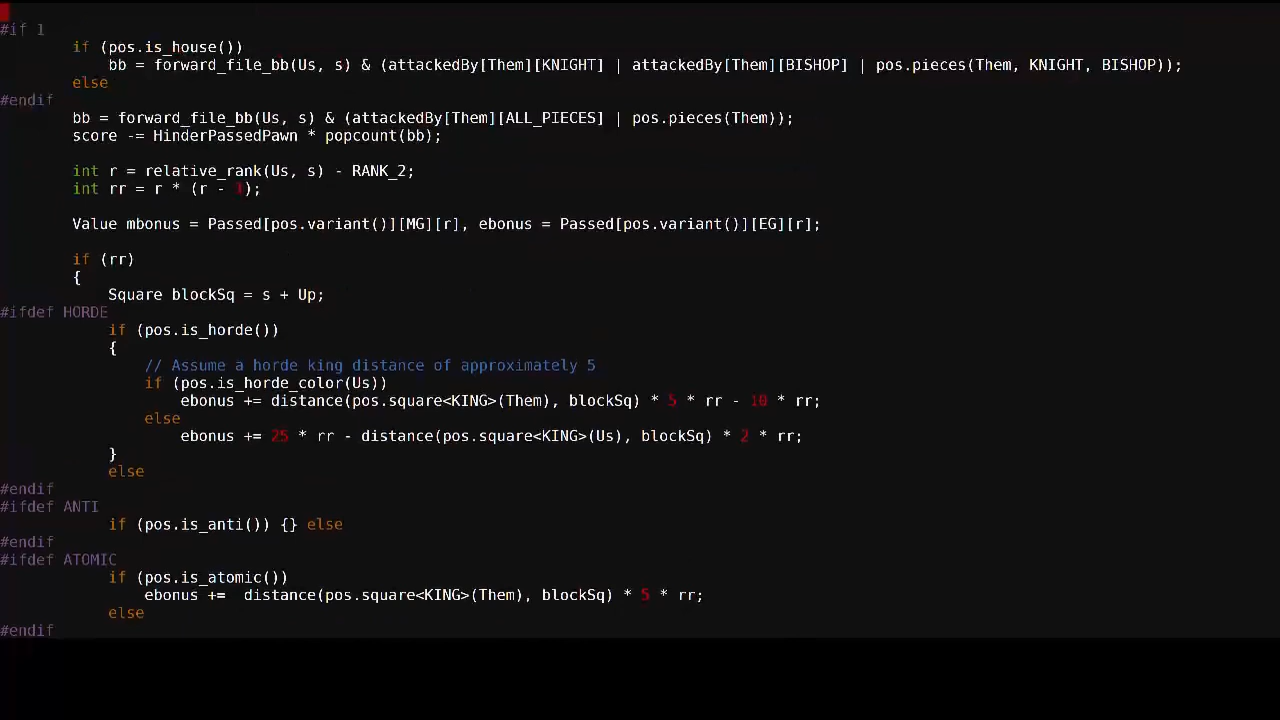 #if 1
        if (pos.is_house())
            bb = forward_file_bb(Us, s) & (attackedBy[Them][KNIGHT] | attackedBy[Them][BISHOP] | pos.pieces(Them, KNIGHT, BISHOP));
        else
#endif
        bb = forward_file_bb(Us, s) & (attackedBy[Them][ALL_PIECES] | pos.pieces(Them));
        score -= HinderPassedPawn * popcount(bb);

        int r = relative_rank(Us, s) - RANK_2;
        int rr = r * (r - 1);

        Value mbonus = Passed[pos.variant()][MG][r], ebonus = Passed[pos.variant()][EG][r];

        if (rr)
        {
            Square blockSq = s + Up;
#ifdef HORDE
            if (pos.is_horde())
            {
                // Assume a horde king distance of approximately 5
                if (pos.is_horde_color(Us))
                    ebonus += distance(pos.square<KING>(Them), blockSq) * 5 * rr - 10 * rr;
                else
                    ebonus += 25 * rr - distance(pos.square<KING>(Us), blockSq) * 2 * rr;
            }
            else
#endif
#ifdef ANTI
            if (pos.is_anti()) {} else
#endif
#ifdef ATOMIC
            if (pos.is_atomic())
                ebonus +=  distance(pos.square<KING>(Them), blockSq) * 5 * rr;
            else
#endif